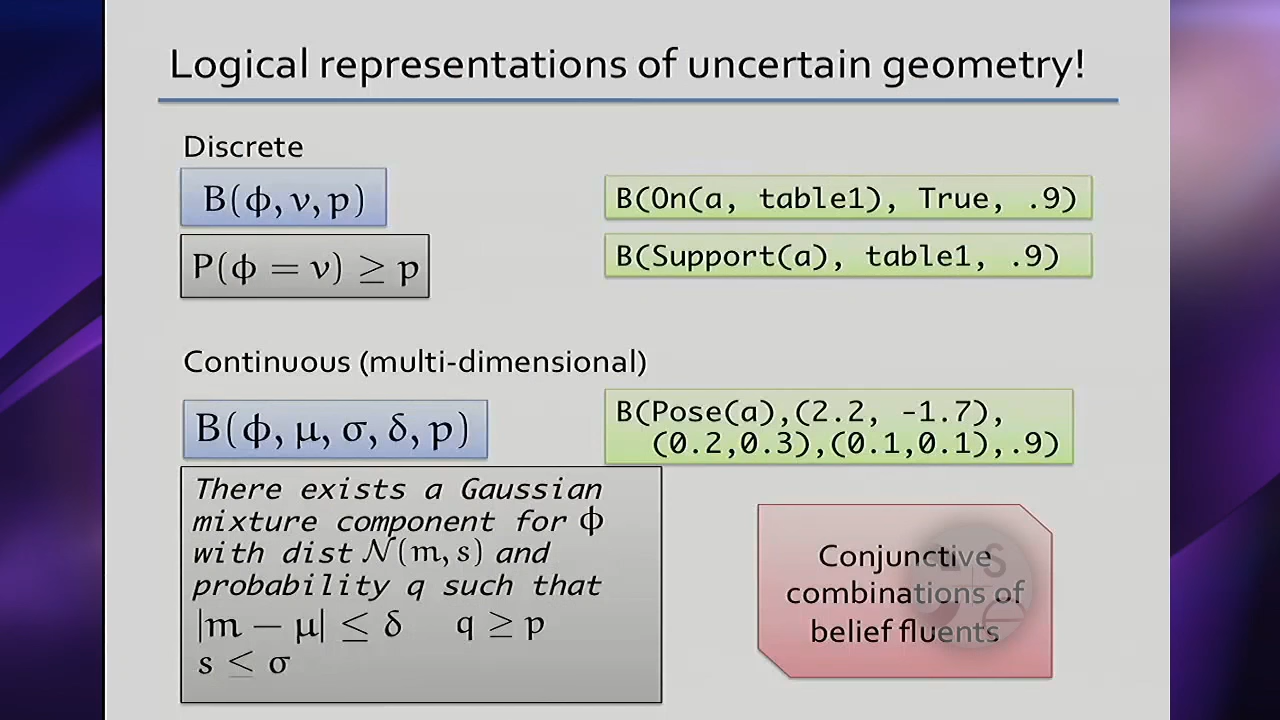 Logical representations of uncertain geometry!
Discrete
B(ϕ, ν, p)
B(On(a, table1), True, .9)
P(ϕ = ν) ≥ p
B(Support(a), table1, .9)
Continuous (multi-dimensional)
B(ϕ, μ, σ, δ, p)
B(Pose(a),(2.2, -1.7),
(0.2,0.3),(0.1,0.1),.9)
There exists a Gaussian
mixture component for ϕ
with dist 𝒩(m, s) and
probability q such that
|m − μ| ≤ δ q ≥ p
s ≤ σ
Conjunctive
combinations of
belief fluents